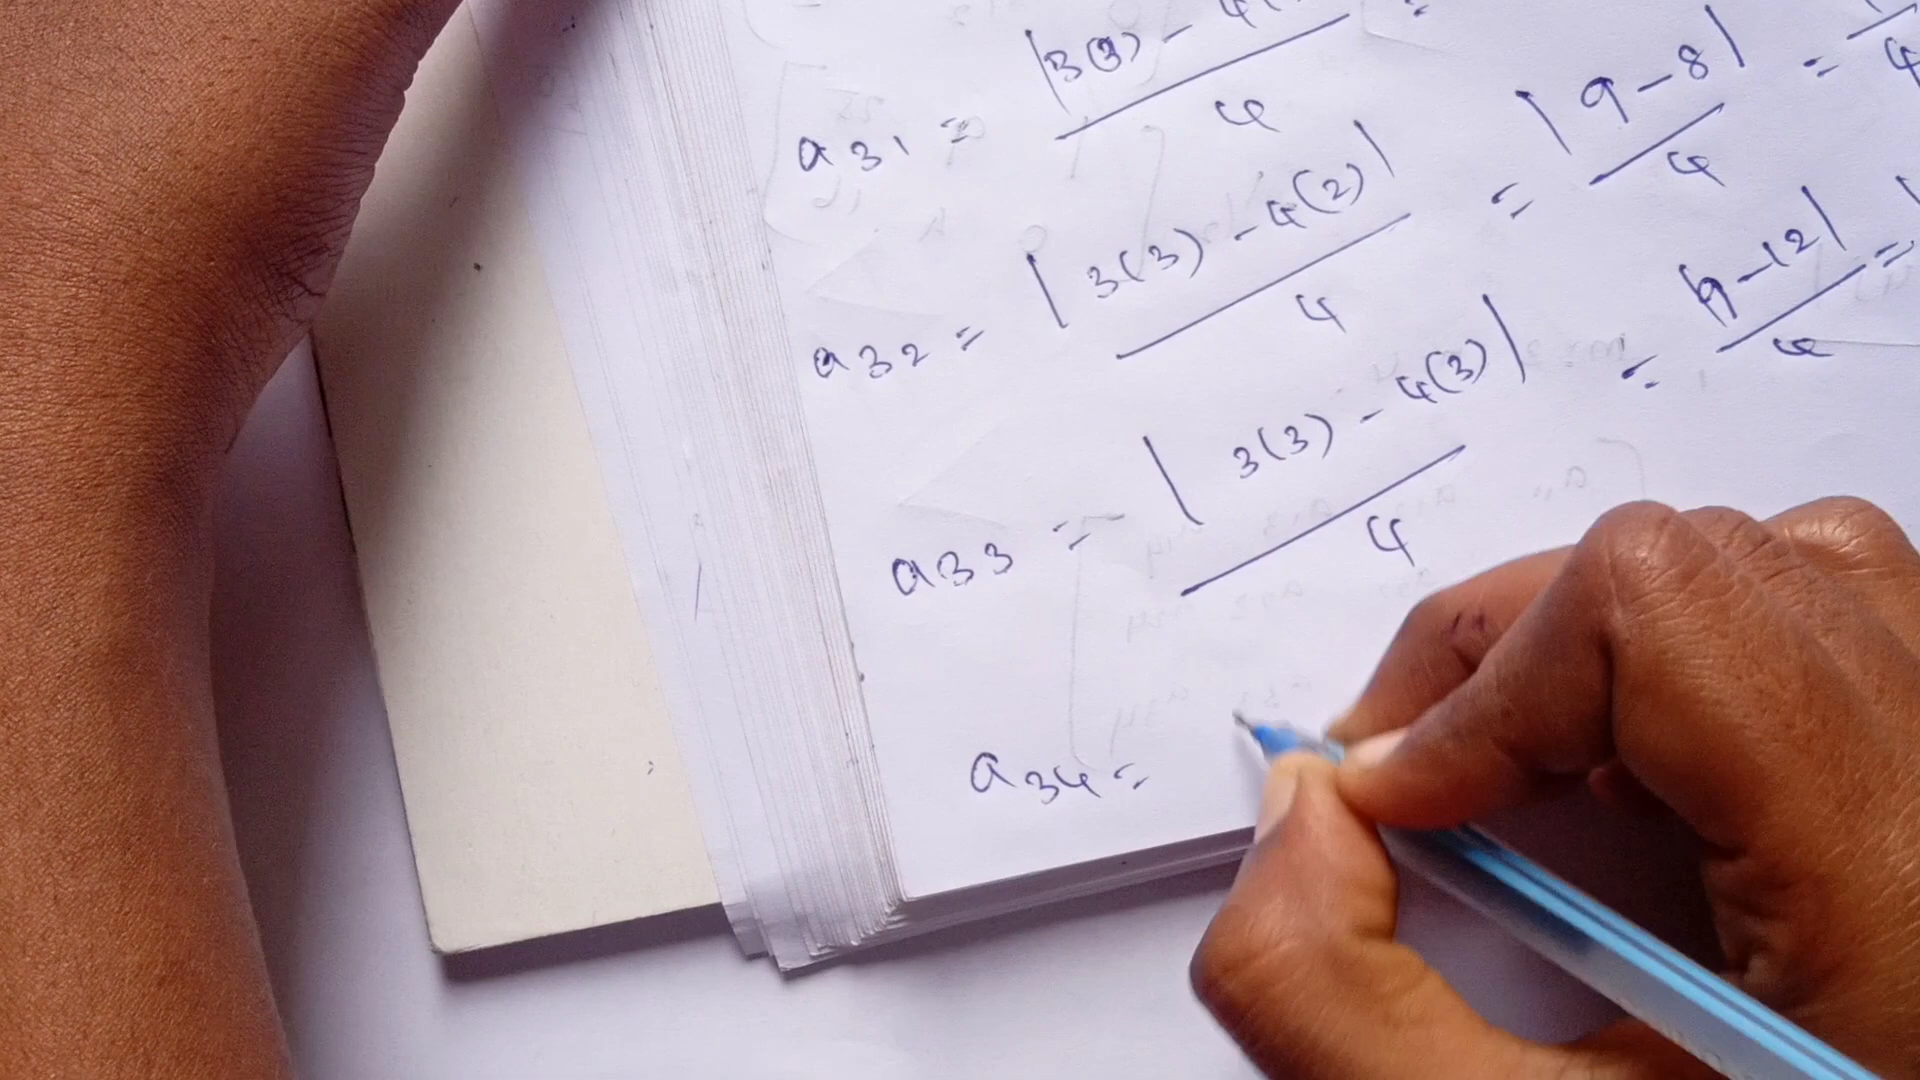 a31 = |3(3) - 4( / 4 =
a32 = |3(3) - 4(2)| / 4 = |9 - 8| / 4 = / 4
a33 = |3(3) - 4(3)| / 4 = |9 - 12| / 4 =
a34 =